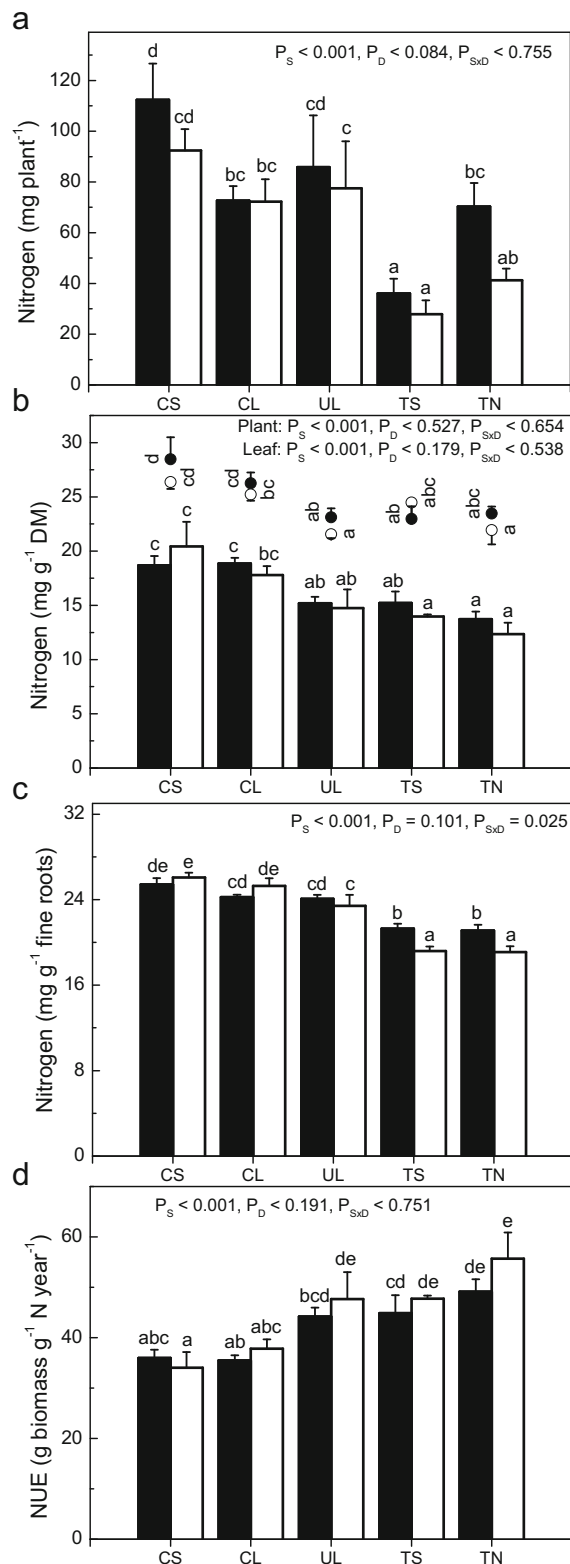 a
P_S < 0.001, P_D < 0.084, P_SxD < 0.755
Nitrogen (mg plant⁻¹)
120
100
80
60
40
20
0
d
cd
bc
bc
cd
c
a
a
bc
ab
CS CL UL TS TN
b
Plant: P_S < 0.001, P_D < 0.527, P_SxD < 0.654
Leaf: P_S < 0.001, P_D < 0.179, P_SxD < 0.538
Nitrogen (mg g⁻¹ DM)
30
25
20
15
10
5
0
d
cd
cd
bc
ab
a
ab
abc
abc
a
c
c
c
bc
ab
ab
ab
a
a
a
CS CL UL TS TN
c
P_S < 0.001, P_D = 0.101, P_SxD = 0.025
Nitrogen (mg g⁻¹ fine roots)
32
24
16
8
0
de
e
cd
de
cd
c
b
a
b
a
CS CL UL TS TN
d
P_S < 0.001, P_D < 0.191, P_SxD < 0.751
NUE (g biomass g⁻¹ N year⁻¹)
60
40
20
0
abc
a
ab
abc
bcd
de
cd
de
de
e
CS CL UL TS TN